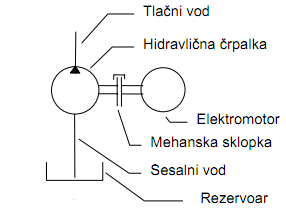 Tlačni vod
Hidravlična črpalka
Elektromotor
Mehanska sklopka
Sesalni vod
Rezervoar